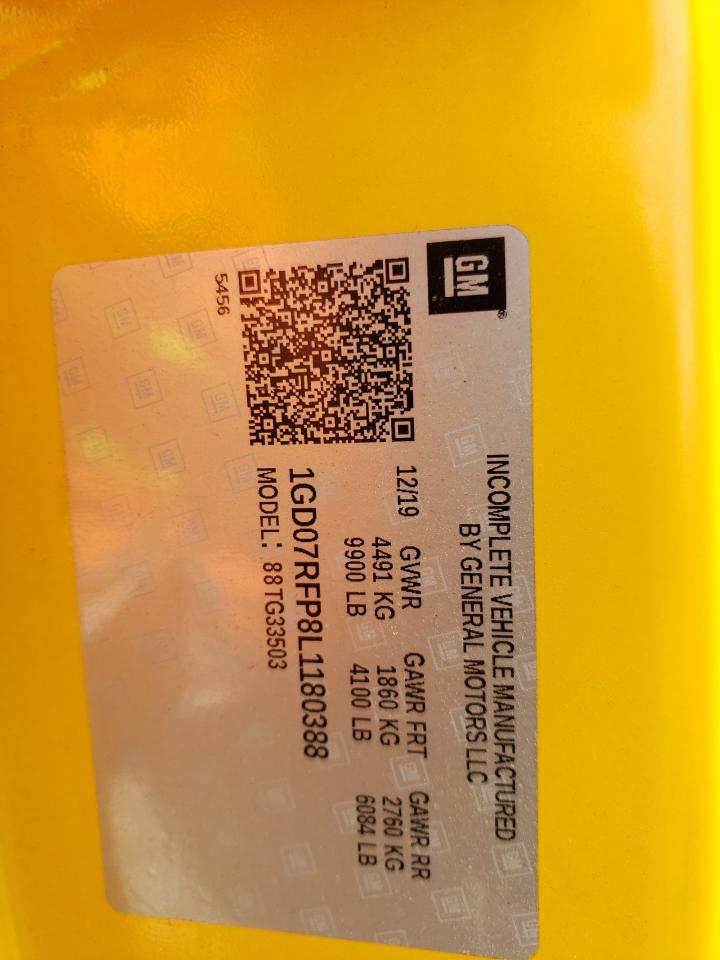 GM
INCOMPLETE VEHICLE MANUFACTURED
BY GENERAL MOTORS LLC
12/19 GVWR GAWR FRT GAWR RR
4491 KG 1860 KG 2760 KG
9900 LB 4100 LB 6084 LB
1GD07RFP8L1180388
MODEL: 88TG33503
5456